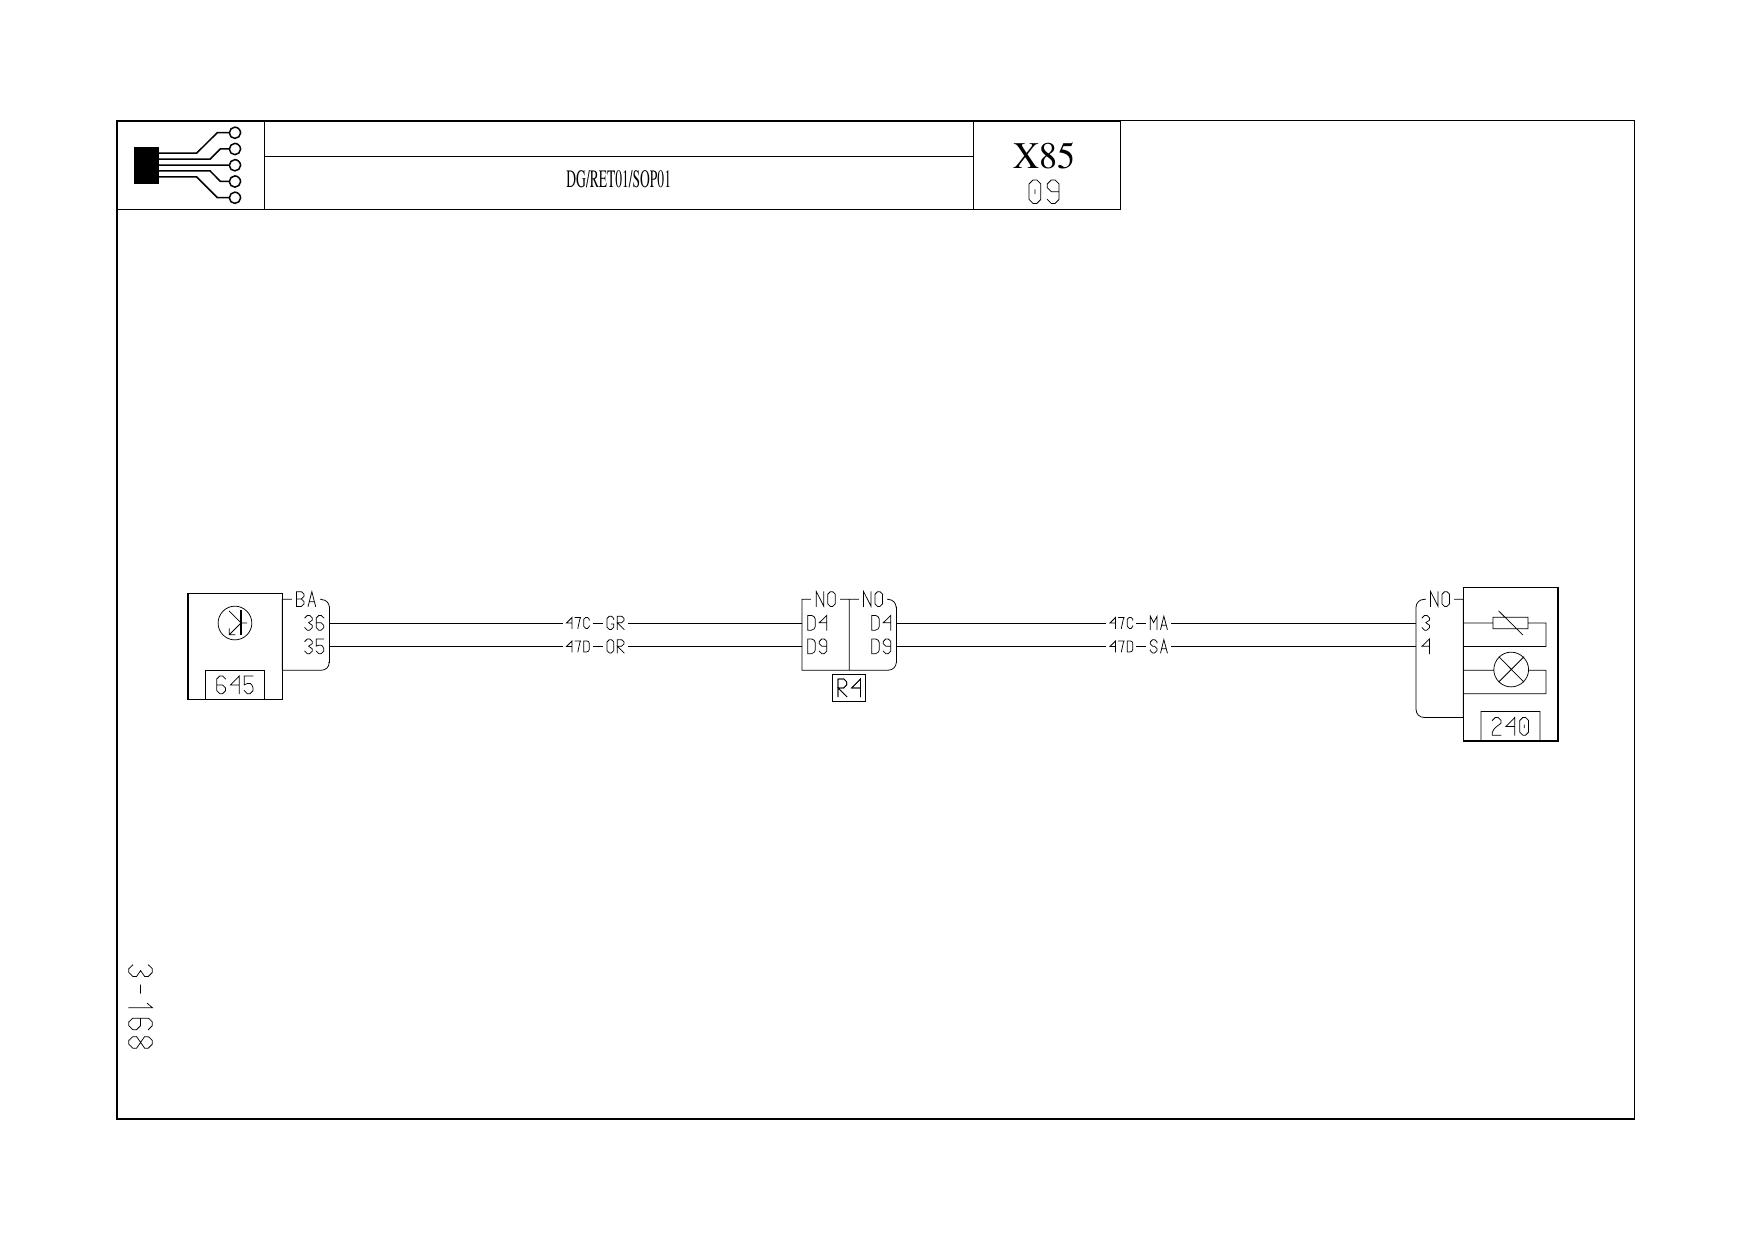 DG/RET01/SOP01
X85
09
BA NO NO NO
36 47C-GR D4 D4 47C-MA 3
35 47D-OR D9 D9 47D-SA 4
645 R4 240
3-168